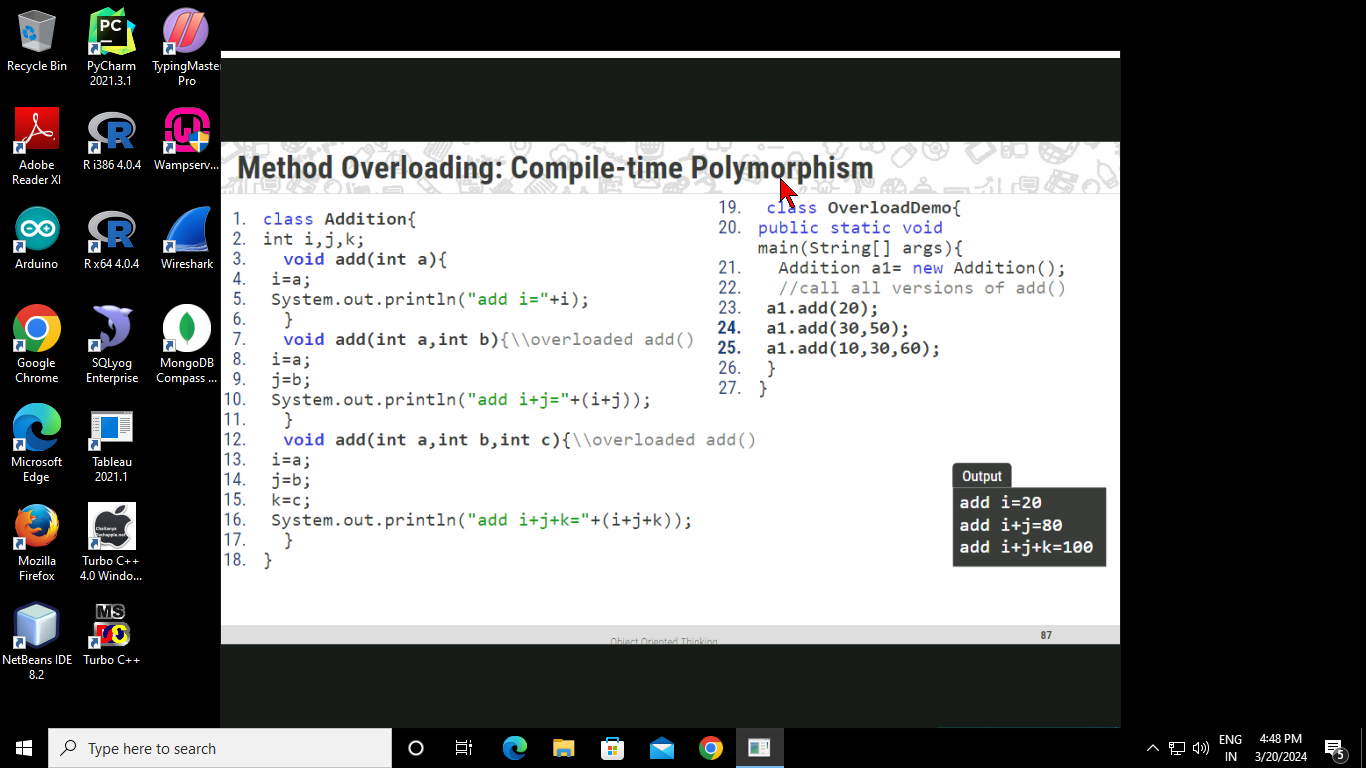 Recycle Bin
PyCharm
2021.3.1
TypingMaster
Pro
Adobe
Reader XI
R i386 4.0.4
Wampserv...
Arduino
R x64 4.0.4
Wireshark
Google
Chrome
SQLyog
Enterprise
MongoDB
Compass ...
Microsoft
Edge
Tableau
2021.1
Mozilla
Firefox
Turbo C++
4.0 Windo...
NetBeans IDE
8.2
Turbo C++
Method Overloading: Compile-time Polymorphism
1. class Addition{
2. int i,j,k;
3. void add(int a){
4. i=a;
5. System.out.println("add i="+i);
6. }
7. void add(int a,int b){\\overloaded add()
8. i=a;
9. j=b;
10. System.out.println("add i+j="+(i+j));
11. }
12. void add(int a,int b,int c){\\overloaded add()
13. i=a;
14. j=b;
15. k=c;
16. System.out.println("add i+j+k="+(i+j+k));
17. }
18. }
19. class OverloadDemo{
20. public static void
main(String[] args){
21. Addition a1= new Addition();
22. //call all versions of add()
23. a1.add(20);
24. a1.add(30,50);
25. a1.add(10,30,60);
26. }
27. }
Output
add i=20
add i+j=80
add i+j+k=100
Object Oriented Thinking
87
Type here to search
ENG
IN
4:48 PM
3/20/2024
5